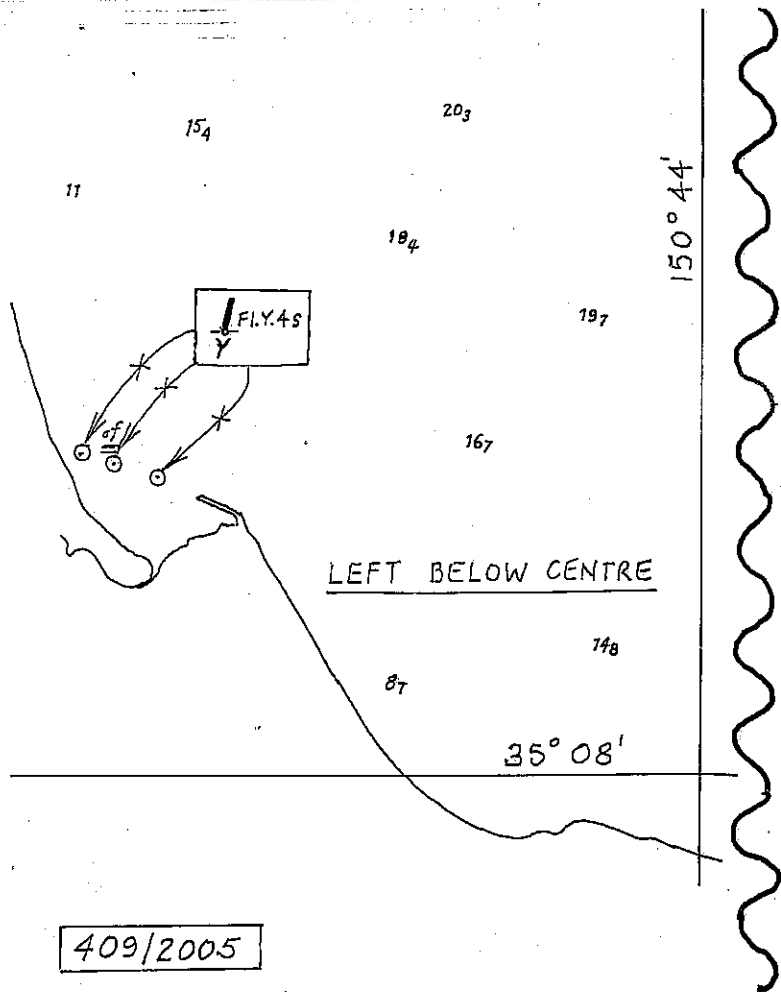 20₃
15₄
150° 44'
11
18₄
Fl.Y.4s
Y
19₇
of
16₇
LEFT BELOW CENTRE
14₈
8₇
35° 08'
409/2005